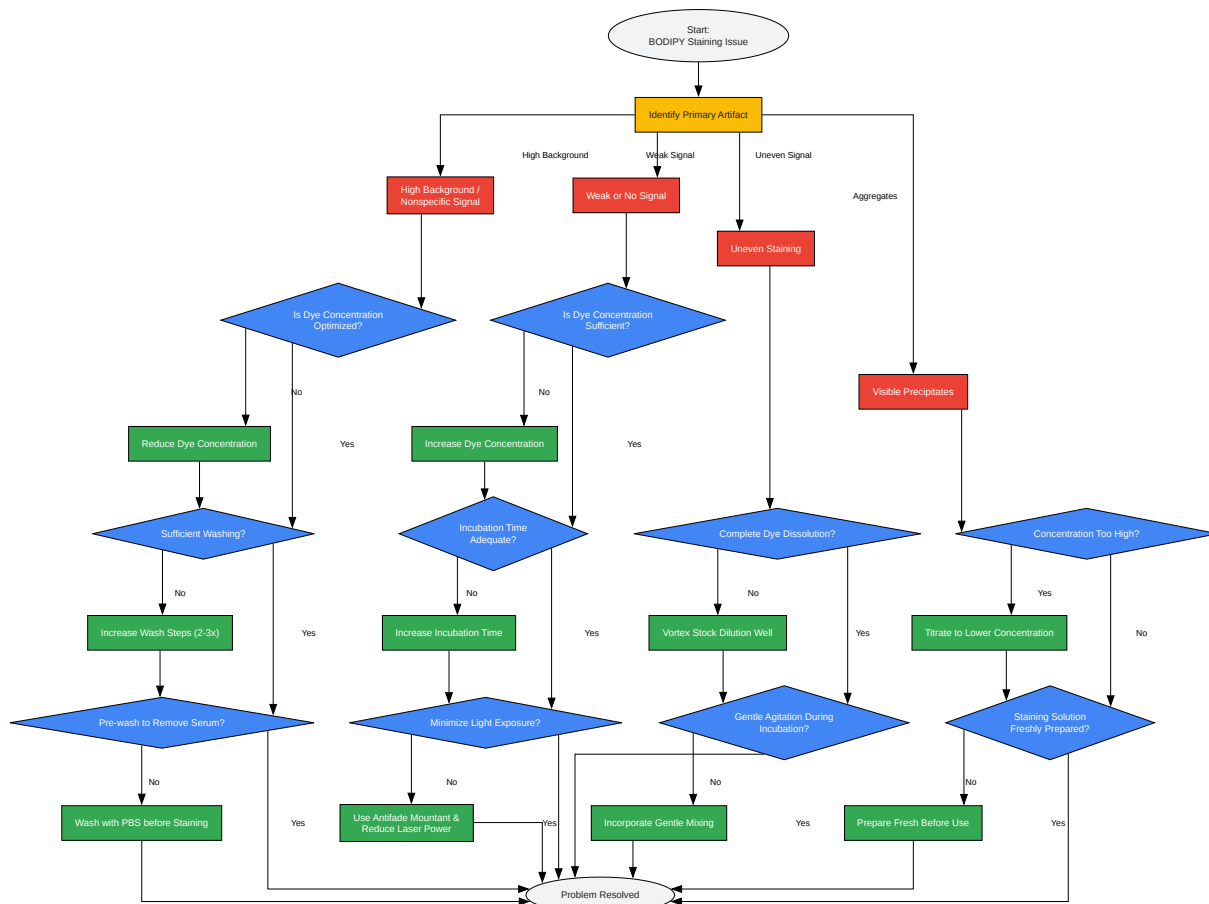 Start:
BODIPY Staining Issue
Identify Primary Artifact
High Background
Weak Signal
Uneven Signal
Aggregates
High Background /
Nonspecific Signal
Weak or No Signal
Uneven Staining
Is Dye Concentration
Optimized?
Is Dye Concentration
Sufficient?
Visible Precipitates
No
No
Reduce Dye Concentration
Yes
Increase Dye Concentration
Yes
Sufficient Washing?
Incubation Time
Adequate?
Complete Dye Dissolution?
Concentration Too High?
No
No
No
Yes
Increase Wash Steps (2-3x)
Yes
Increase Incubation Time
Yes
Vortex Stock Dilution Well
Yes
Titrate to Lower Concentration
No
Pre-wash to Remove Serum?
Minimize Light Exposure?
Gentle Agitation During
Incubation?
Staining Solution
Freshly Prepared?
No
No
No
No
Wash with PBS before Staining
Yes
Use Antifade Mountant &
Reduce Laser Power
Yes
Incorporate Gentle Mixing
Yes
Prepare Fresh Before Use
Yes
Problem Resolved